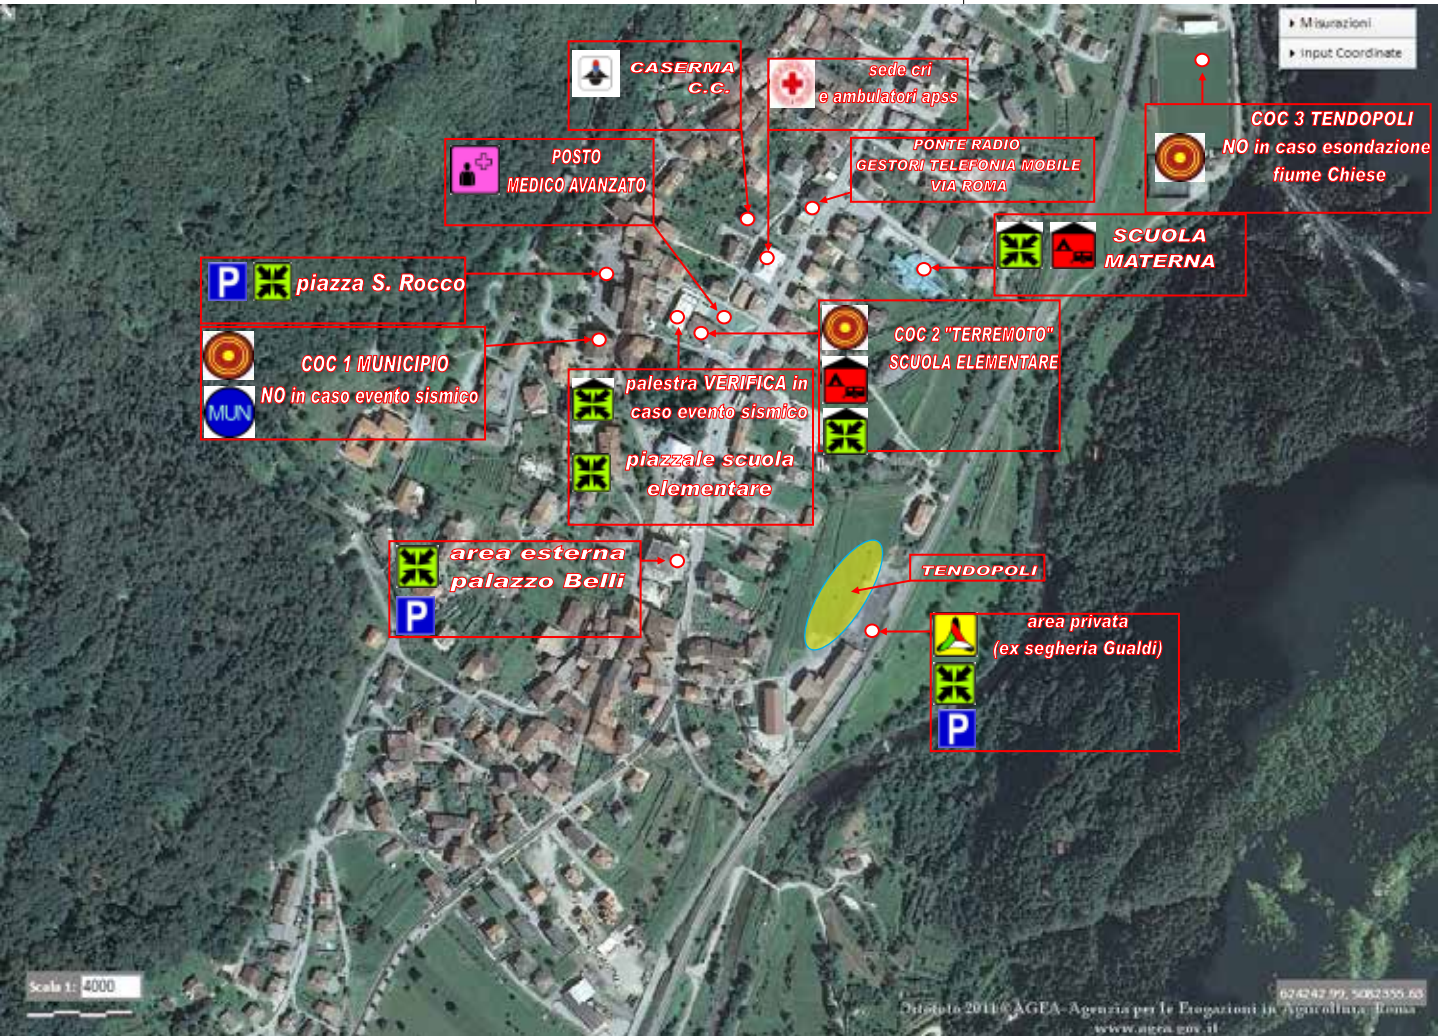 Misurazioni
Input Coordinate
CASERMA
C.C.
sede cri
e ambulatori apss
COC 3 TENDOPOLI
NO in caso esondazione
fiume Chiese
POSTO
MEDICO AVANZATO
PONTE RADIO
GESTORI TELEFONIA MOBILE
VIA ROMA
SCUOLA
MATERNA
P
piazza S. Rocco
COC 1 MUNICIPIO
NO in caso evento sismico
MUN
COC 2 "TERREMOTO"
SCUOLA ELEMENTARE
palestra VERIFICA in
caso evento sismico
piazzale scuola
elementare
area esterna
palazzo Belli
P
TENDOPOLI
area privata
(ex segheria Gualdi)
P
Scala 1: 4000
624242.99, 5082355.63
Ortofoto 2011 © AGEA - Agenzia per le Erogazioni in Agricoltura, Roma
www.agea.gov.it